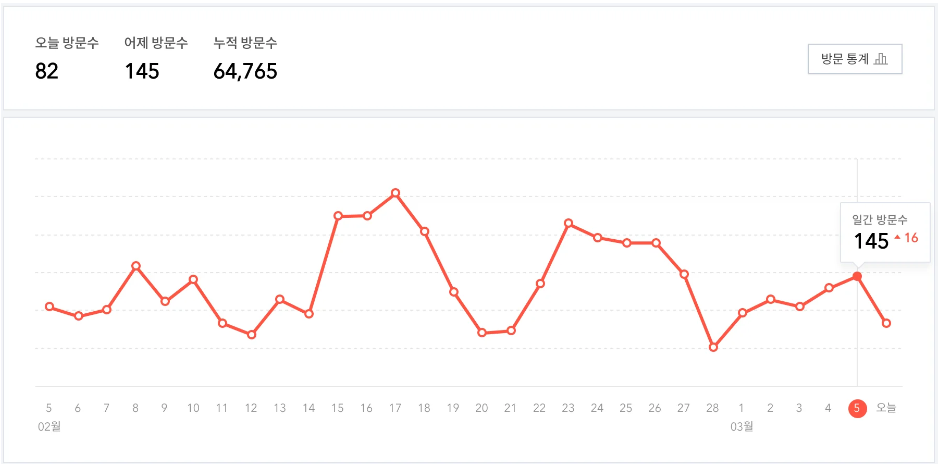 오늘 방문수 어제 방문수 누적 방문수
82 145 64,765
방문 통계
일간 방문수
145 ▲ 16
5 6 7 8 9 10 11 12 13 14 15 16 17 18 19 20 21 22 23 24 25 26 27 28 1 2 3 4 5 오늘
02월 03월